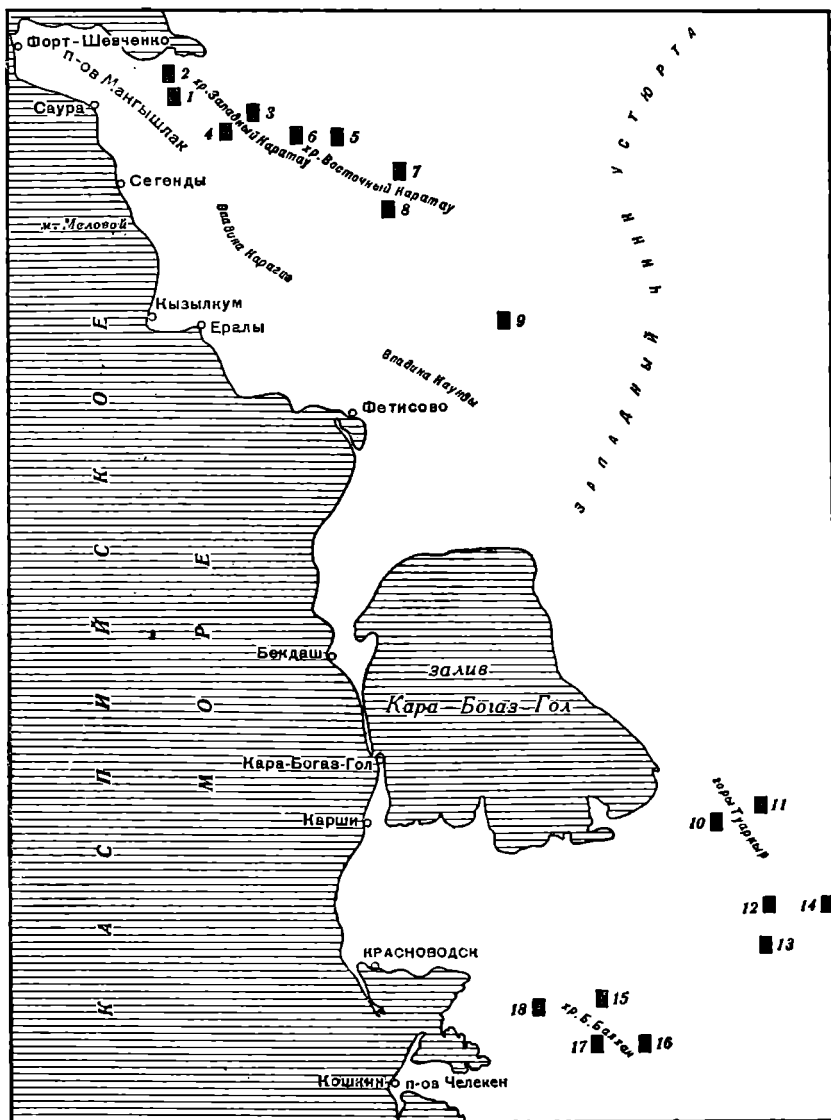 Форт-Шевченко
п-ов Мангышлак
2
1
хр. Западный Каратау
3
Саура
4
6
5
хр. Восточный Каратау
7
Сегенды
8
м. Меловой
Впадина Карагие
Кызылкум
Ералы
9
Впадина Каунды
Фетисово
ЗАПАДНЫЙ ЧИНК УСТЮРТА
КАСПИЙСКОЕ
МОРЕ
Бекдаш
залив
Кара-Богаз-Гол
Кара-Богаз-Гол
Карши
горы Туаркыр
11
10
12
14
13
КРАСНОВОДСК
18
15
хр. Б. Балхан
17
16
Кошкин
п-ов Челекен